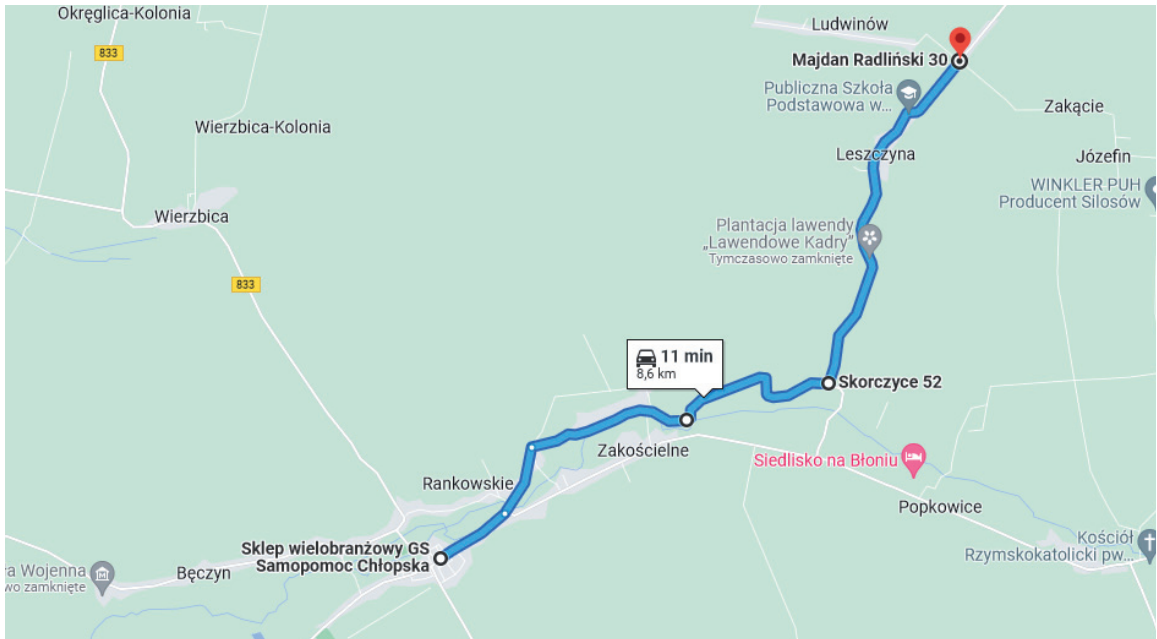 Okręglica-Kolonia
833
Wierzbica-Kolonia
Wierzbica
833
Ludwinów
Majdan Radliński 30
Publiczna Szkoła
Podstawowa w...
Zakącie
Leszczyna
Józefin
WINKLER PUH
Producent Silosów
Plantacja lawendy
„Lawendowe Kadry”
Tymczasowo zamknięte
11 min
8,6 km
Skorczyce 52
Zakościelne
Siedlisko na Błoniu
Rankowskie
Popkowice
Sklep wielobranżowy GS
Samopomoc Chłopska
Kościół
Rzymskokatolicki pw...
a Wojenna
wo zamknięte
Bęczyn